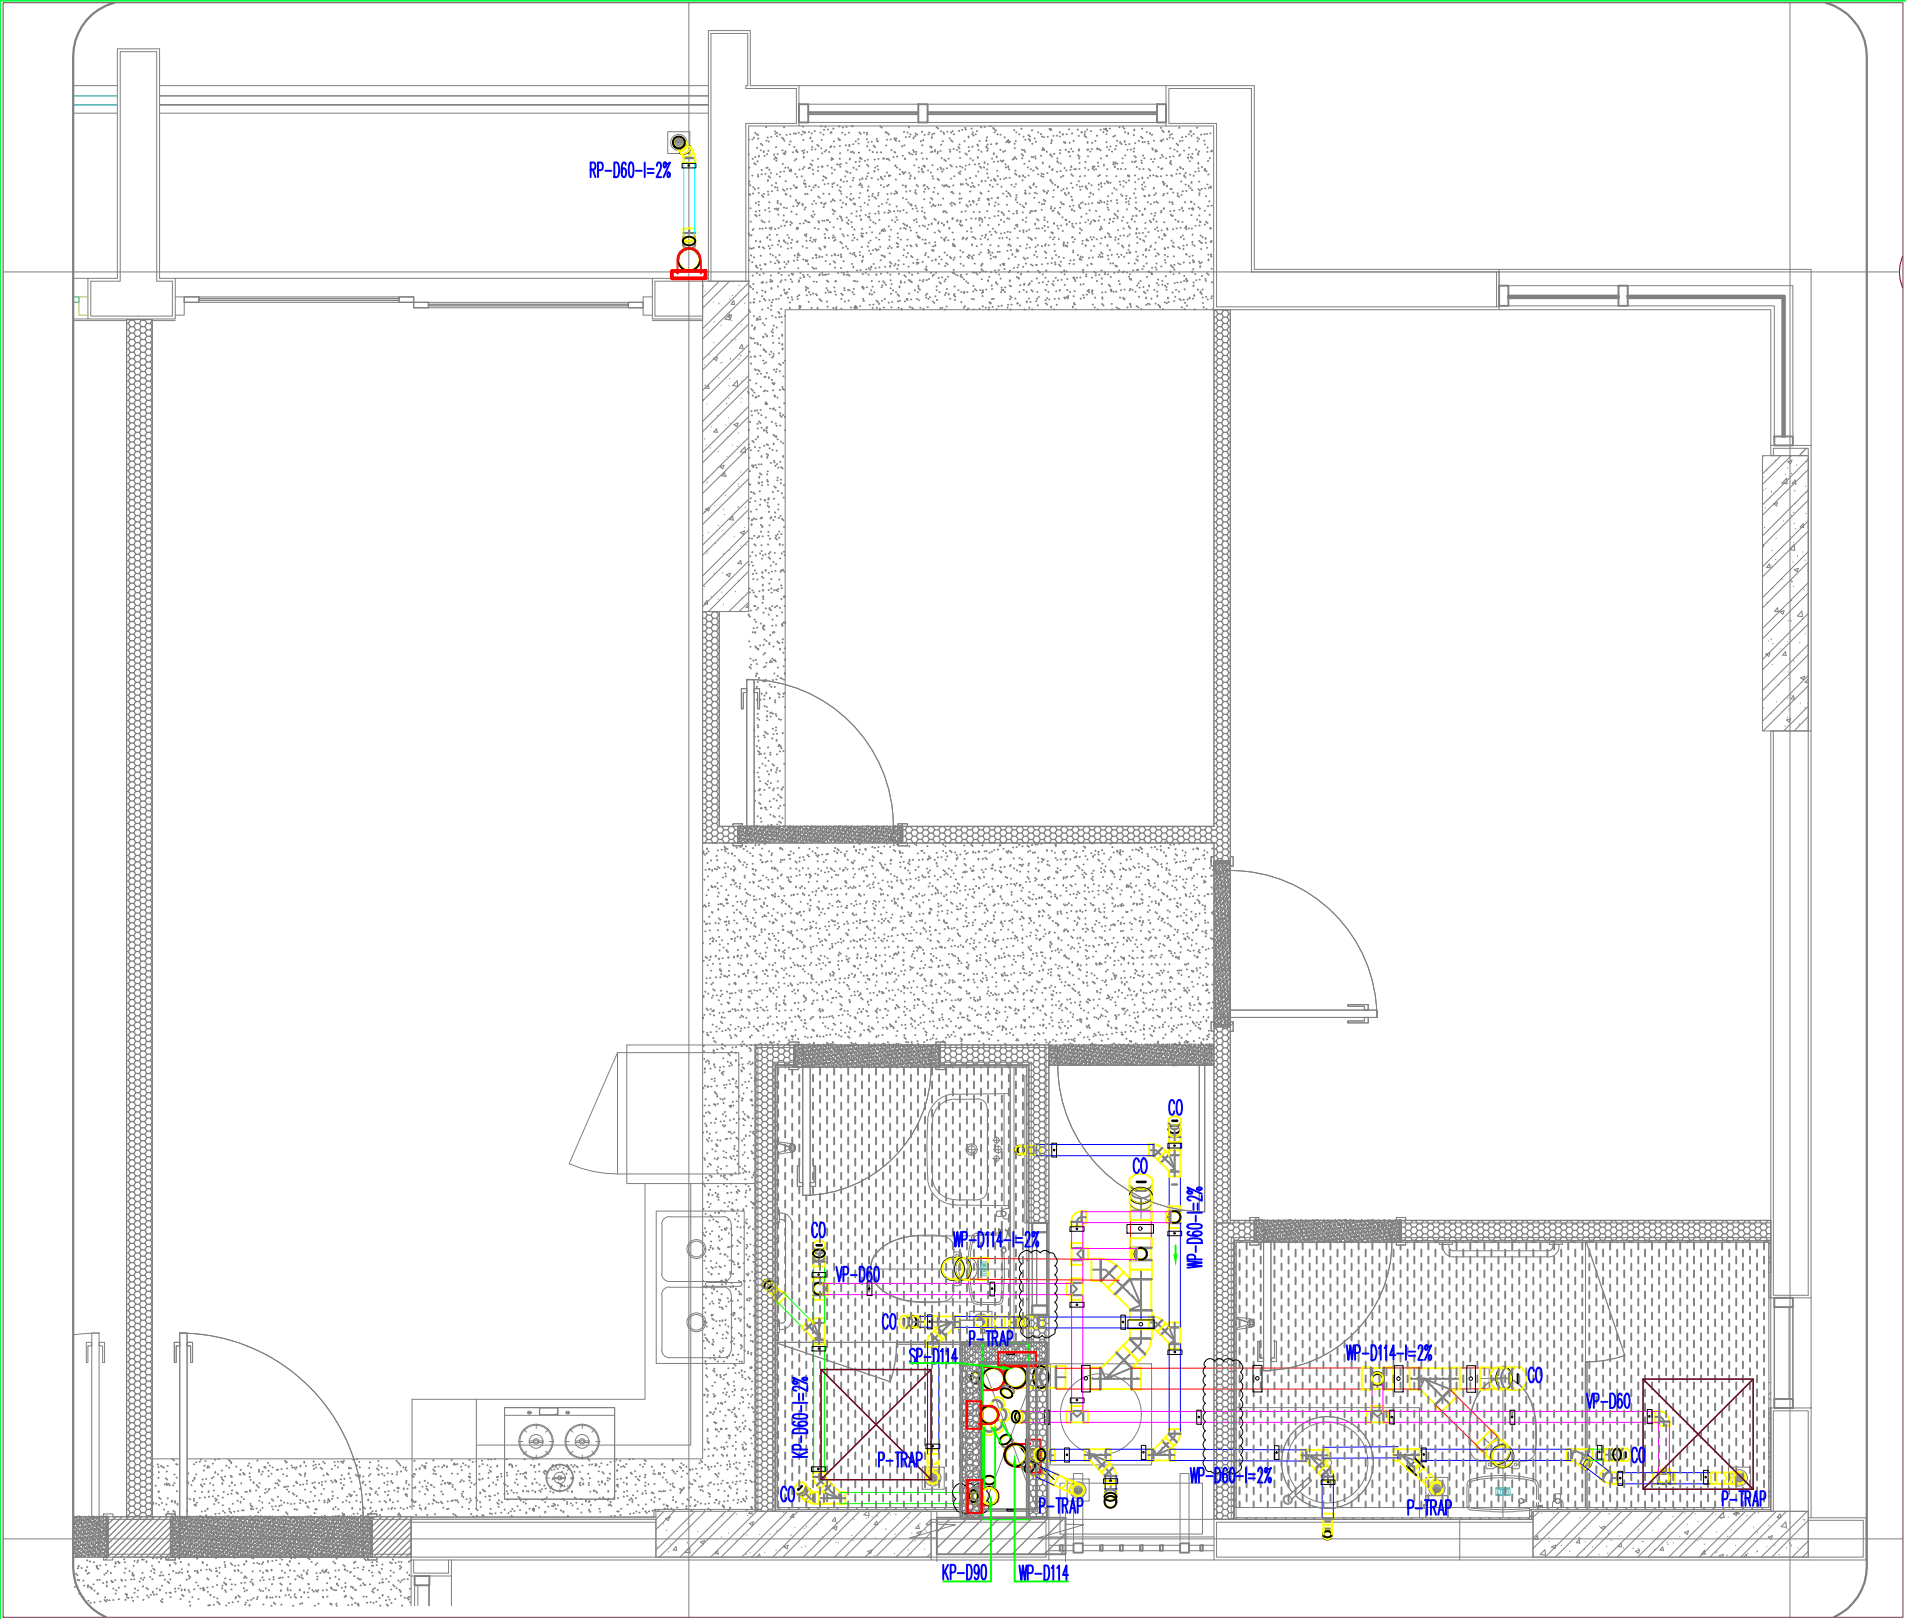 RP-D60-I=2%
CO
CO
WP-D60-I=2%
CO
WP-D114-I=2%
VP-D60
CO
P-TRAP
SP-D114
WP-D114-I=2%
CO
KP-D60-I=2%
VP-D60
P-TRAP
CO
WP-D60-I=2%
CO
P-TRAP
P-TRAP
P-TRAP
KP-D90
WP-D114